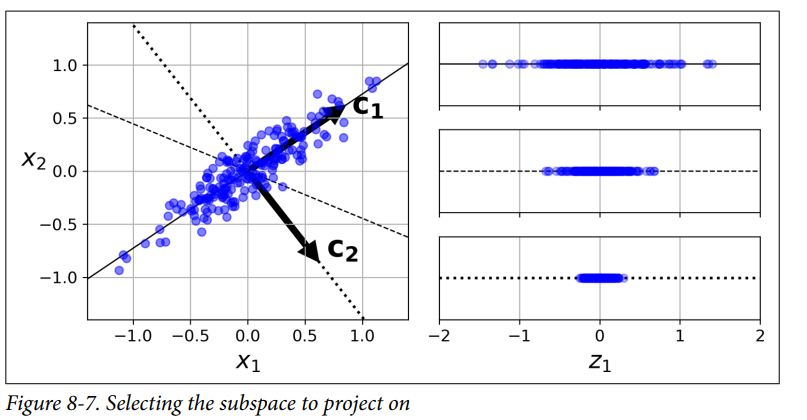 1.0
0.5
0.0
−0.5
−1.0
x₂
−1.0 −0.5 0.0 0.5 1.0
x₁
c₁
c₂
−2 −1 0 1 2
z₁
Figure 8-7. Selecting the subspace to project on